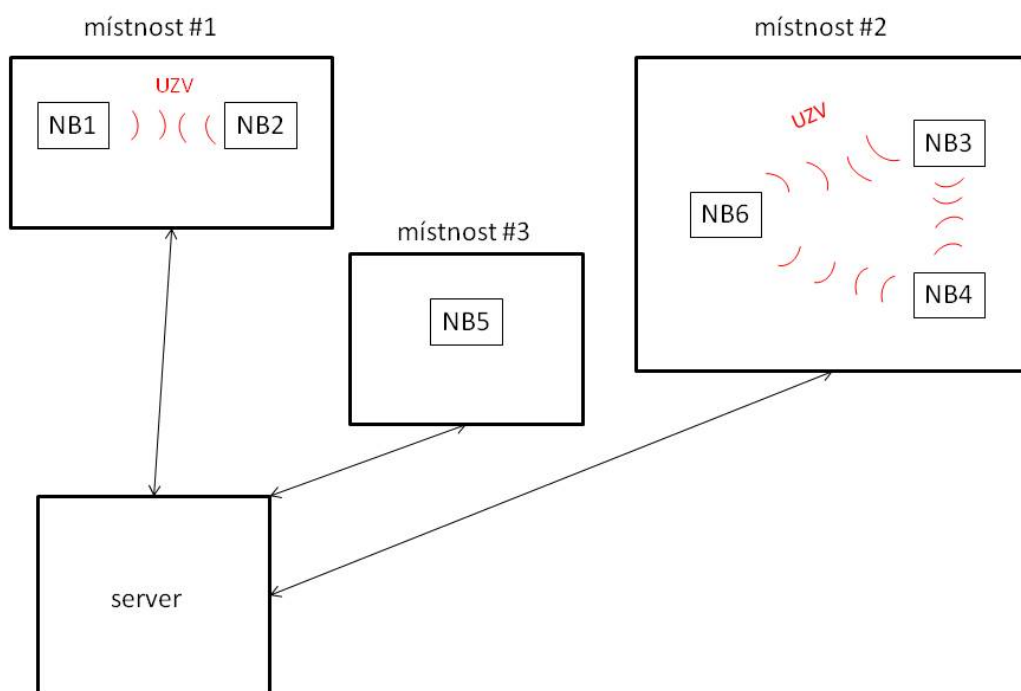 místnost #1
UZV
NB1
NB2
místnost #2
UZV
NB3
NB6
NB4
místnost #3
NB5
server